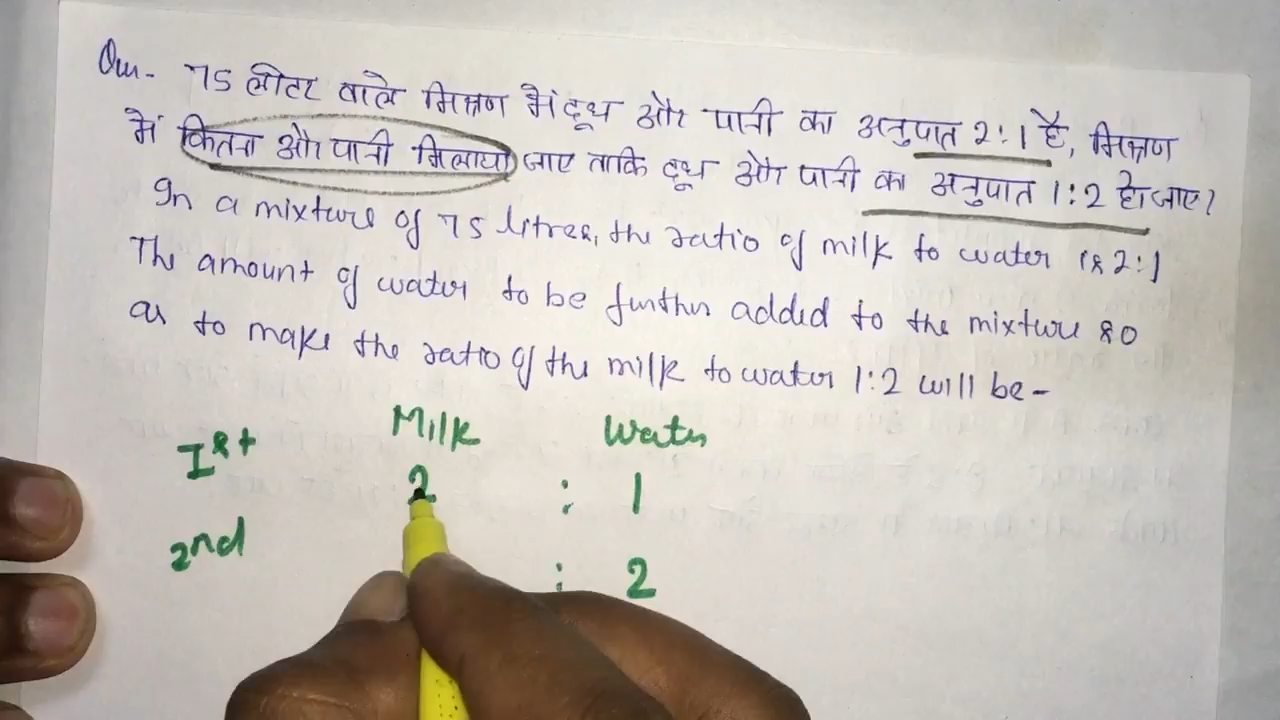 Que- 75 लीटर वाले मिश्रण में दूध और पानी का अनुपात 2:1 है, मिश्रण
में कितना और पानी मिलाया जाए ताकि दूध और पानी का अनुपात 1:2 हो जाए?
In a mixture of 75 litres, the ratio of milk to water is 2:1
The amount of water to be further added to the mixture so
as to make the ratio of the milk to water 1:2 will be-
Milk Water
Ist 2 : 1
2nd : 2